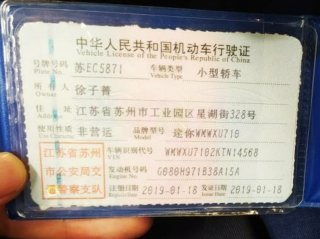 中华人民共和国机动车行驶证
Vehicle License of the People's Republic of China
号牌号码 苏EC5871 车辆类型 小型轿车
Plate No. Vehicle Type
所有人 徐子善
Owner
住址 江苏省苏州市工业园区星湖街328号
Address
使用性质 非营运 品牌型号 迷你WMWXU710
Use Character Model
江苏省苏州市公安局交警察支队
车辆识别代号 WMWXU7102KTN14568
VIN
发动机号码 G080H971B38A15A
Engine No.
注册日期 2019-01-18 发证日期 2019-01-18
Register Date Issue Date